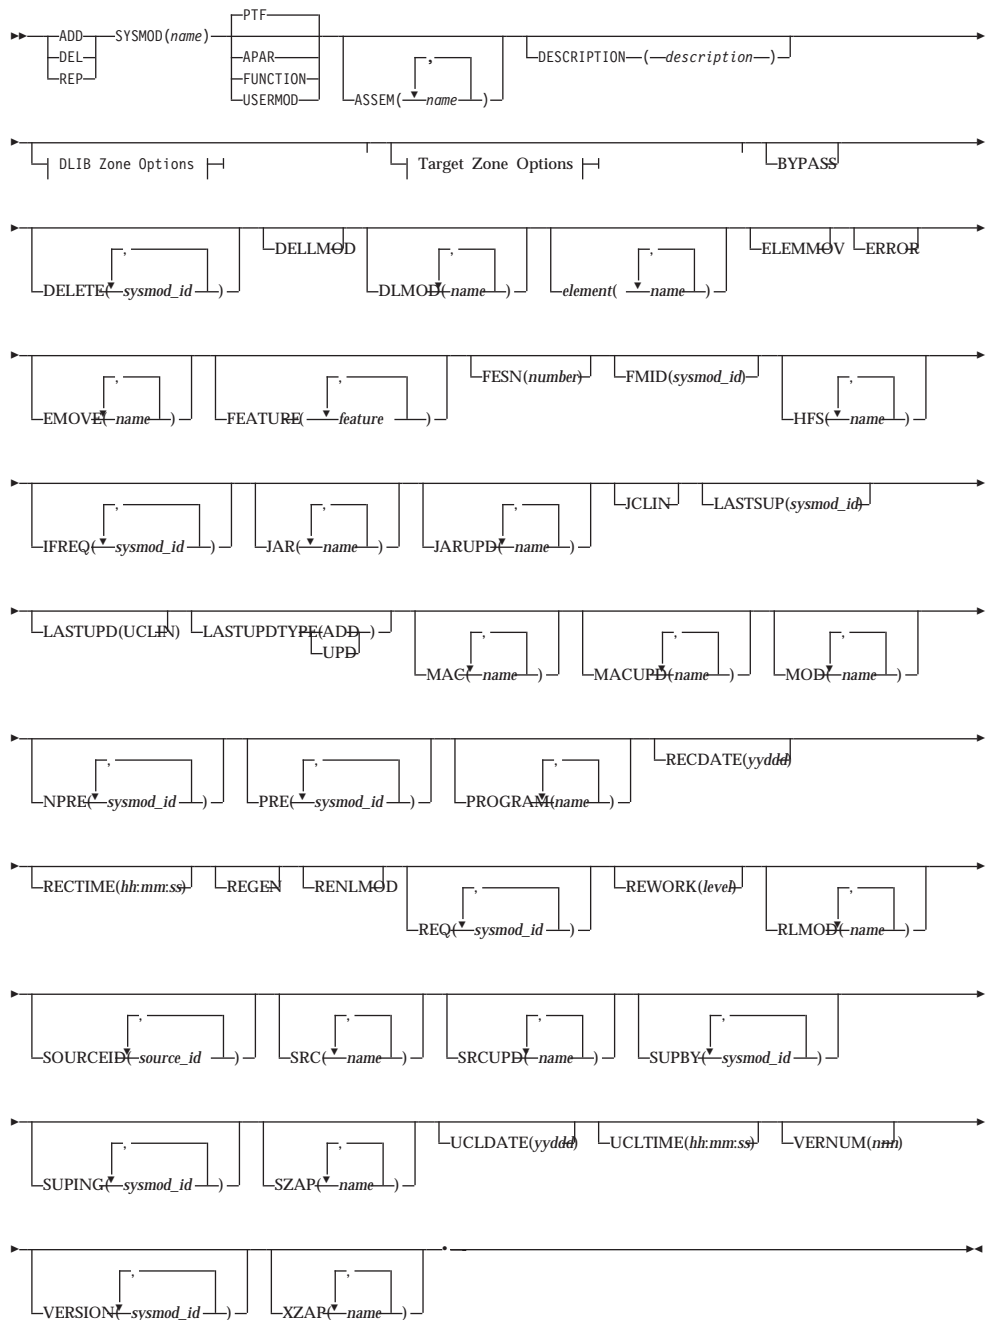 PTF
ADD SYSMOD(name)
DEL APAR , DESCRIPTION ( description )
REP FUNCTION
USERMOD ASSEM( name )
DLIB Zone Options Target Zone Options BYPASS
, DELLMOD , , ELEMMOV ERROR
DELETE( sysmod_id ) DLMOD( name ) element( name )
, , FESN(number) FMID(sysmod_id) ,
EMOVE( name ) FEATURE( feature ) HFS( name )
, , , JCLIN LASTSUP(sysmod_id)
IFREQ( sysmod_id ) JAR( name ) JARUPD( name )
LASTUPD(UCLIN) LASTUPDTYPE(ADD ) , , ,
UPD
MAC( name ) MACUPD( name ) MOD( name )
, , , RECDATE(yyddd)
NPRE( sysmod_id ) PRE( sysmod_id ) PROGRAM( name )
RECTIME(hh:mm:ss) REGEN RENLMOD , REWORK(level) ,
REQ( sysmod_id ) RLMOD( name )
, , , ,
SOURCEID( source_id ) SRC( name ) SRCUPD( name ) SUPBY( sysmod_id )
, , UCLDATE(yyddd) UCLTIME(hh:mm:ss) VERNUM(nnn)
SUPING( sysmod_id ) SZAP( name )
, , .
VERSION( sysmod_id ) XZAP( name )